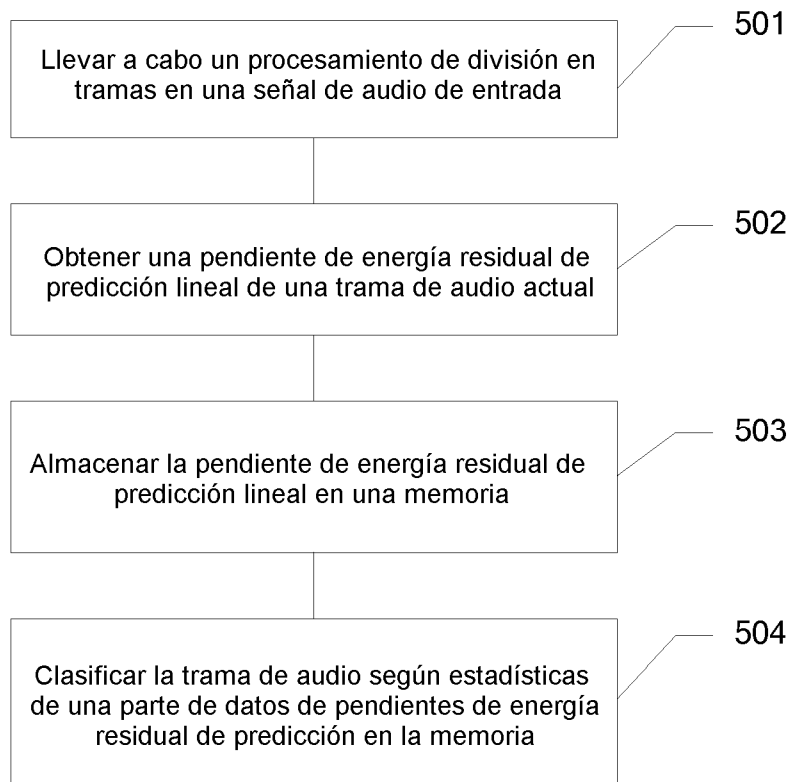 501
Llevar a cabo un procesamiento de división en
tramas en una señal de audio de entrada
502
Obtener una pendiente de energía residual de
predicción lineal de una trama de audio actual
503
Almacenar la pendiente de energía residual de
predicción lineal en una memoria
504
Clasificar la trama de audio según estadísticas
de una parte de datos de pendientes de energía
residual de predicción en la memoria